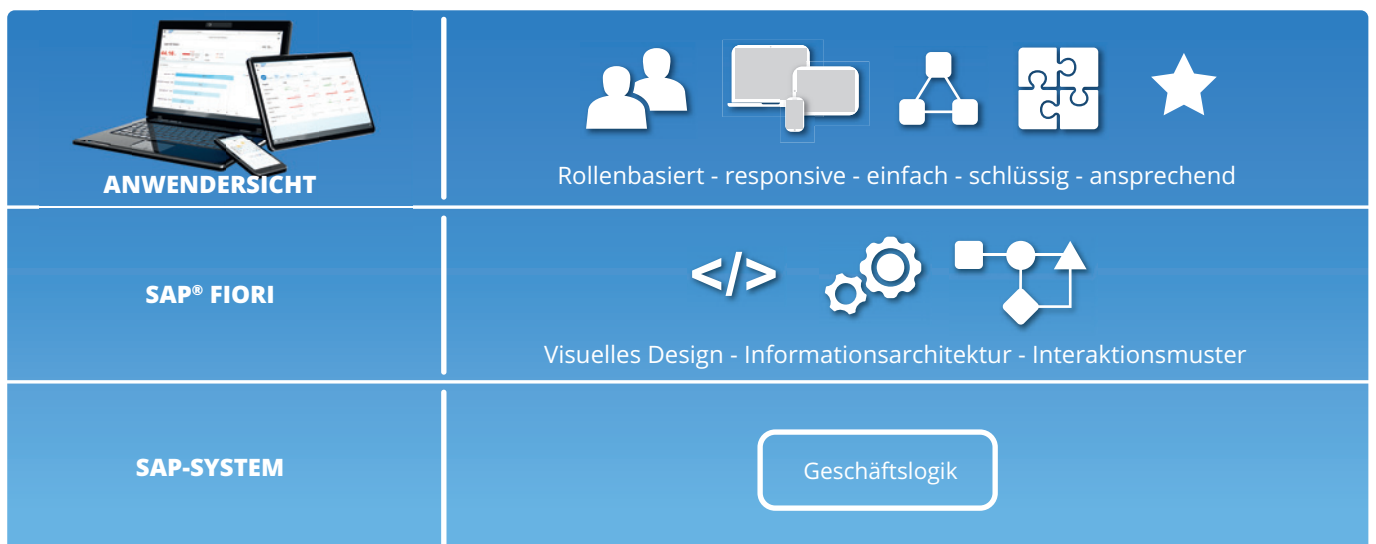 ANWENDERSICHT
Rollenbasiert - responsive - einfach - schlüssig - ansprechend
</>
SAP® FIORI
Visuelles Design - Informationsarchitektur - Interaktionsmuster
SAP-SYSTEM
Geschäftslogik